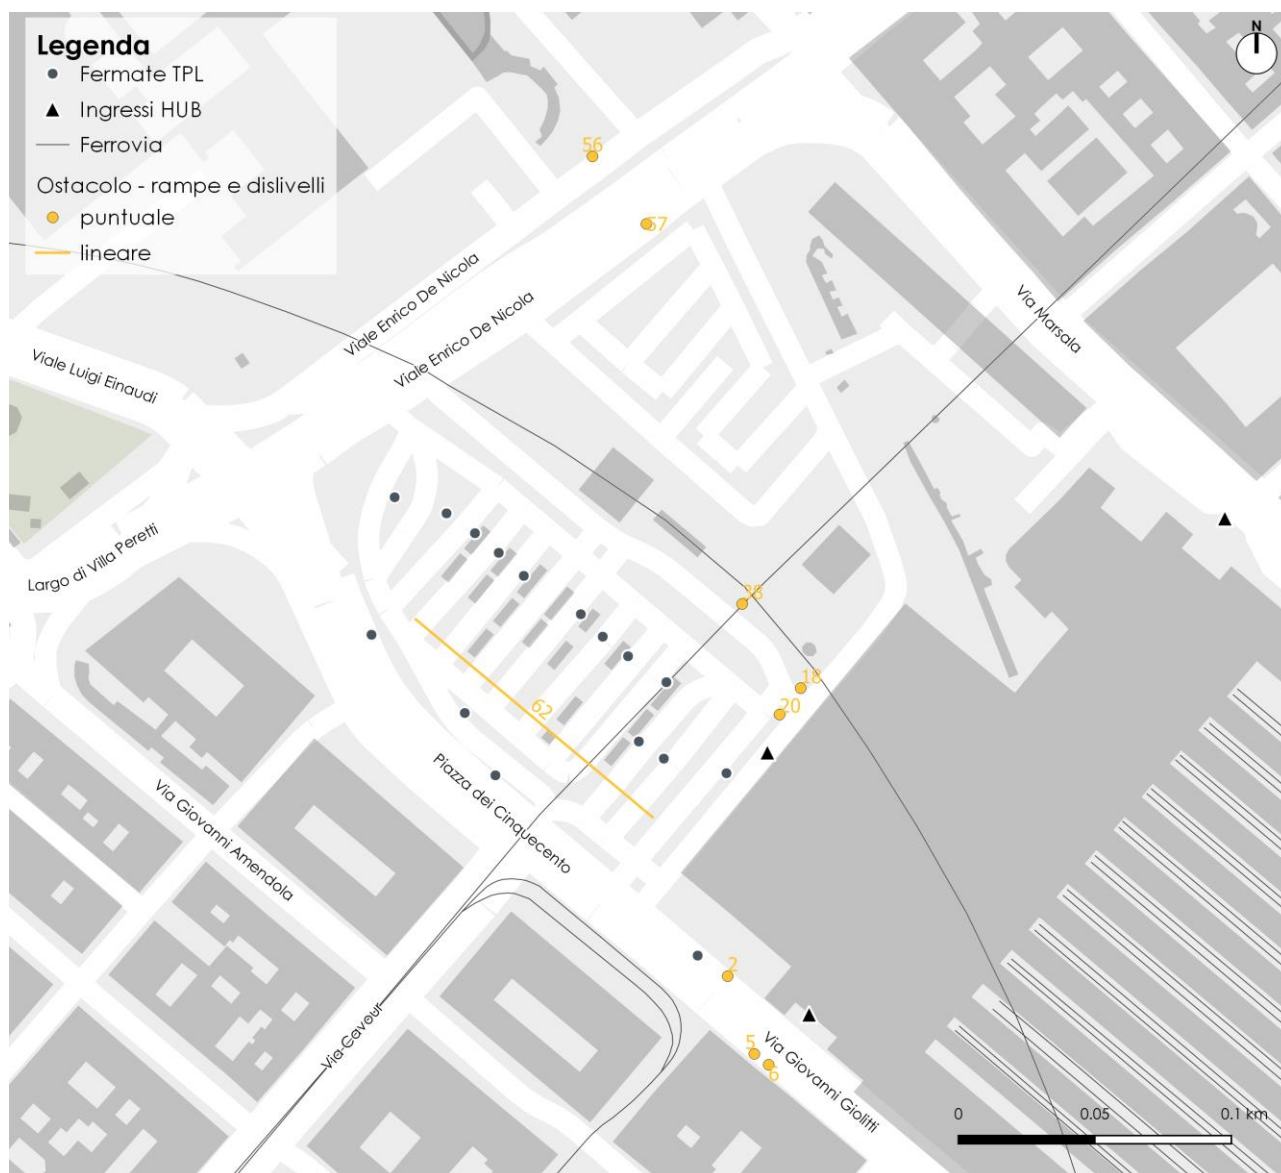 Legenda
Fermate TPL
Ingressi HUB
Ferrovia
Ostacolo - rampe e dislivelli
puntuale
lineare
N
56
57
Viale Enrico De Nicola
Viale Enrico De Nicola
Via Marsala
Viale Luigi Einaudi
Largo di Villa Peretti
38
18
20
62
Piazza dei Cinquecento
Via Giovanni Amendola
2
Via Cavour
5
6
Via Giovanni Giolitti
0
0.05
0.1 km